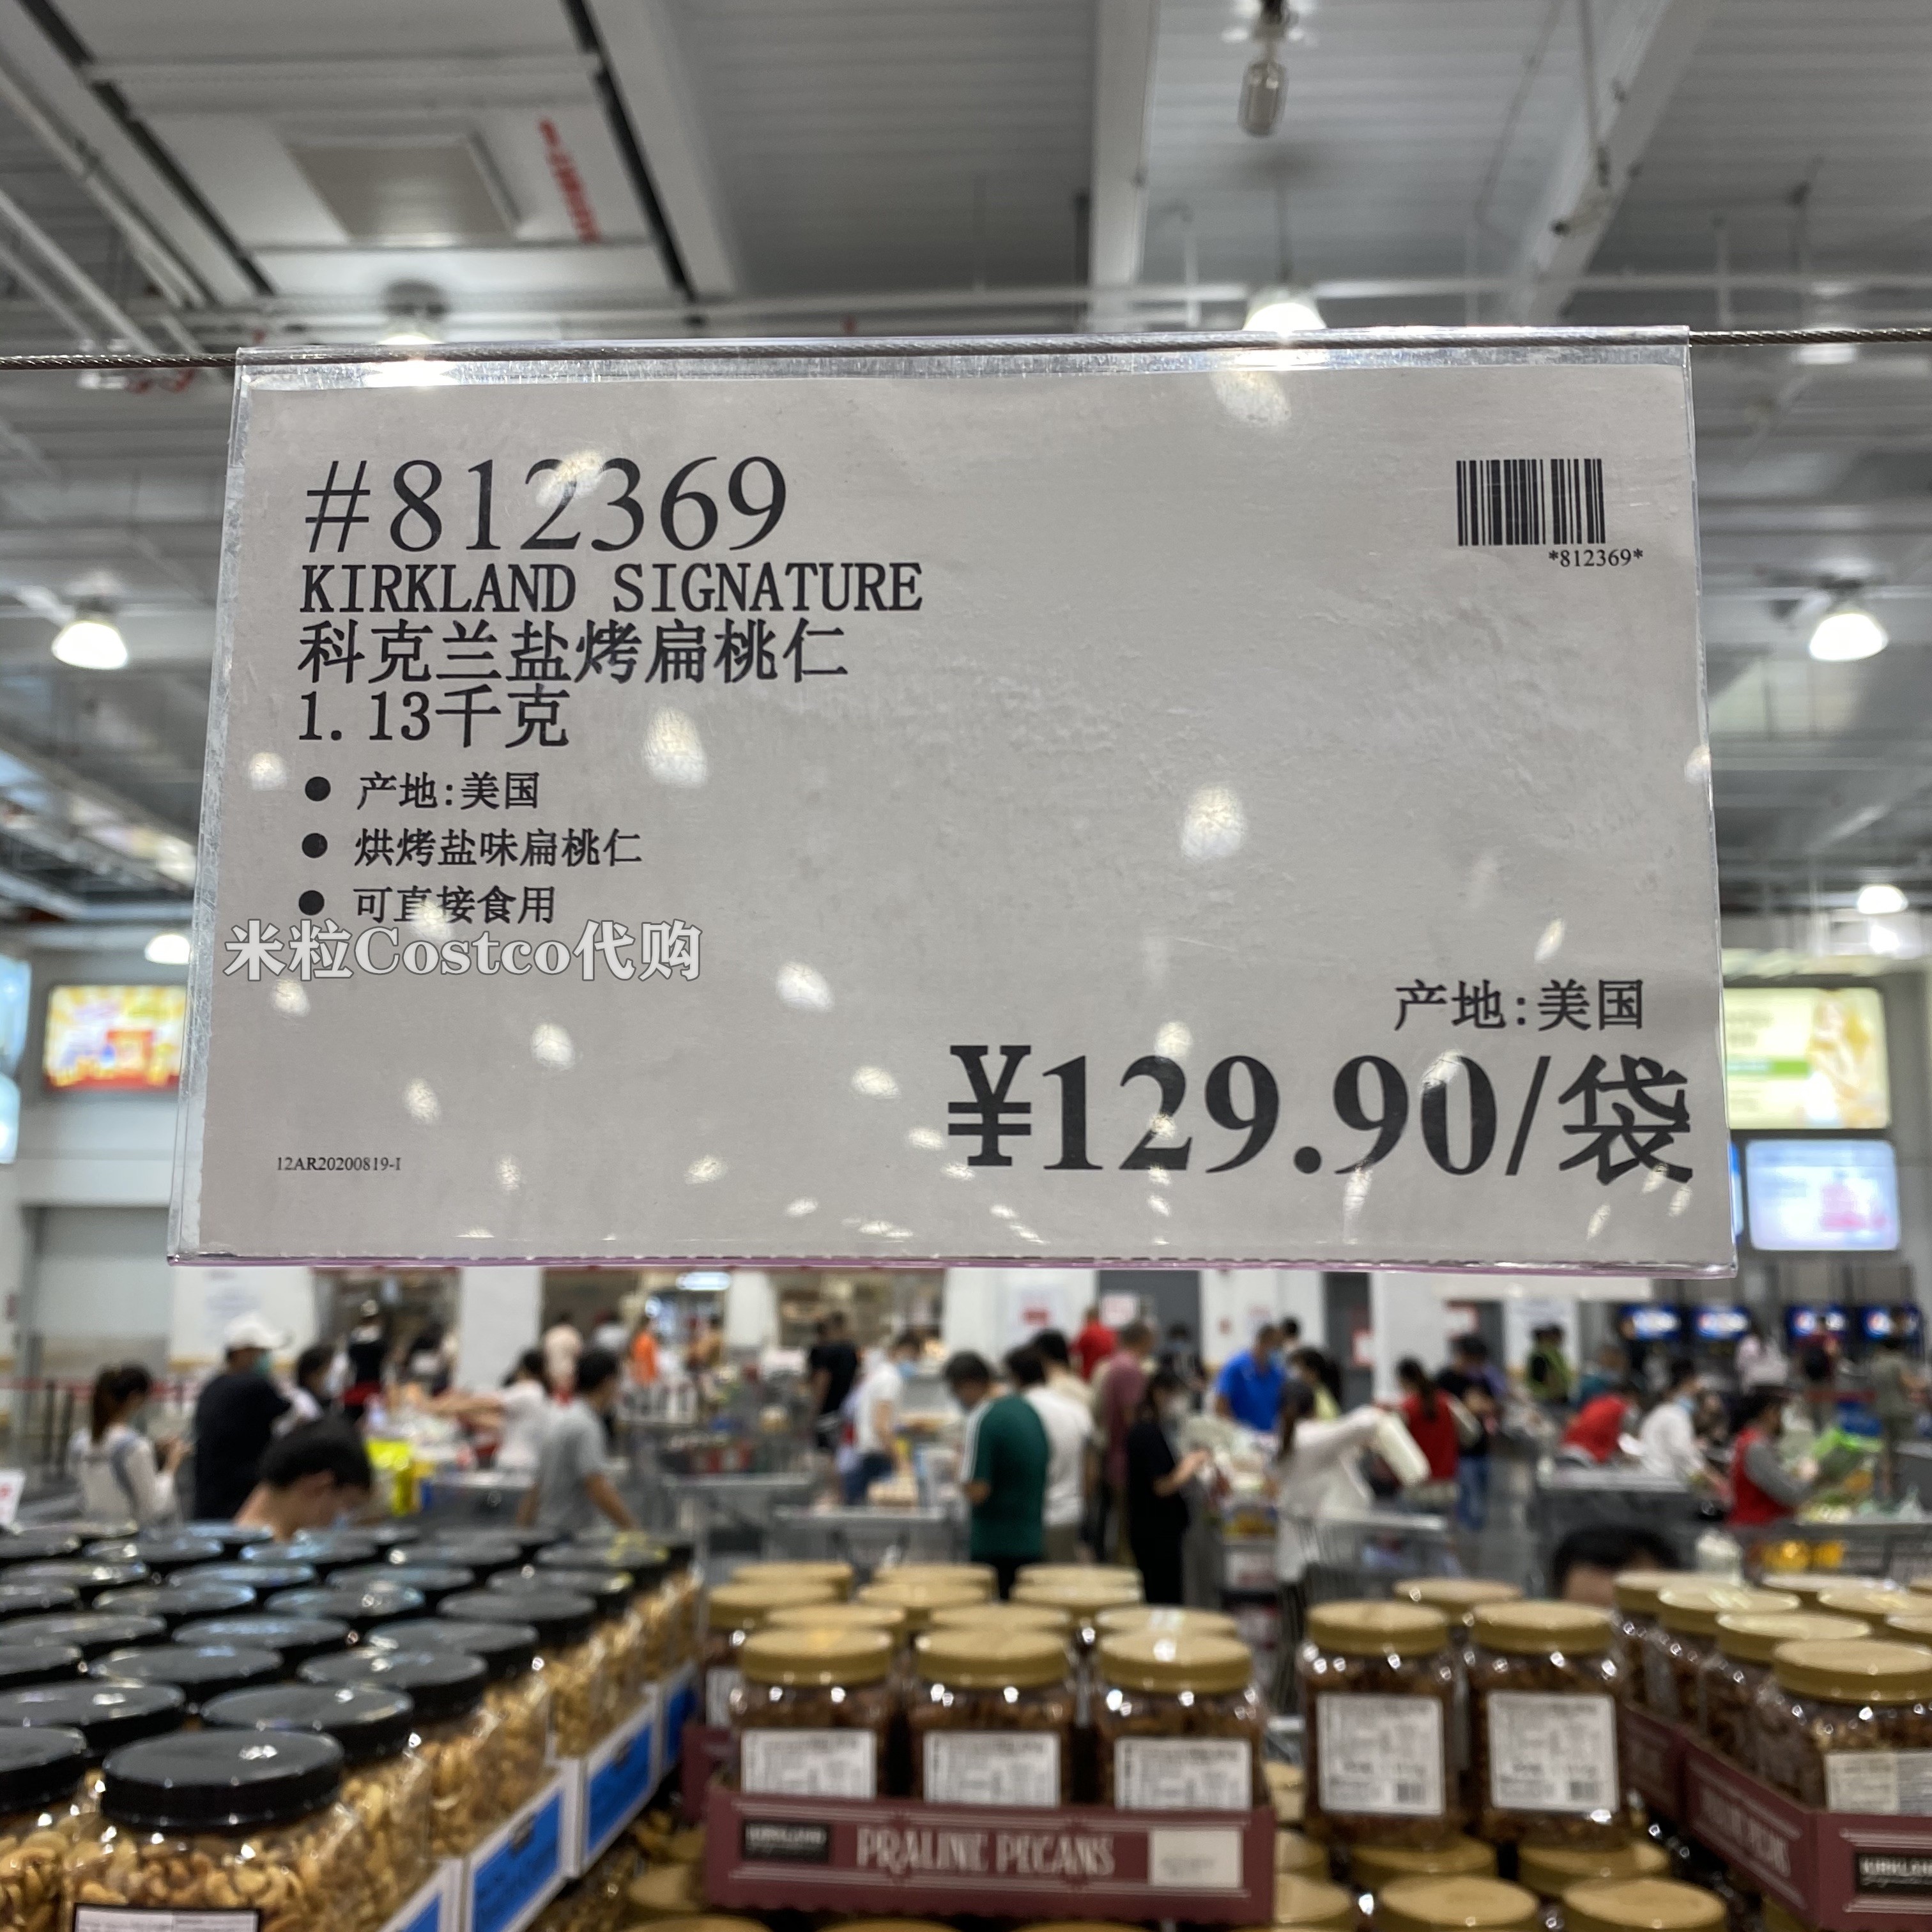 #812369
*812369*
KIRKLAND SIGNATURE
科克兰盐烤扁桃仁
1.13千克
● 产地:美国
● 烘烤盐味扁桃仁
● 可直接食用
米粒Costco代购
产地:美国
¥129.90/袋
12AR20200819-I
KIRKLAND
PRALINE PECANS
KIRKLAND